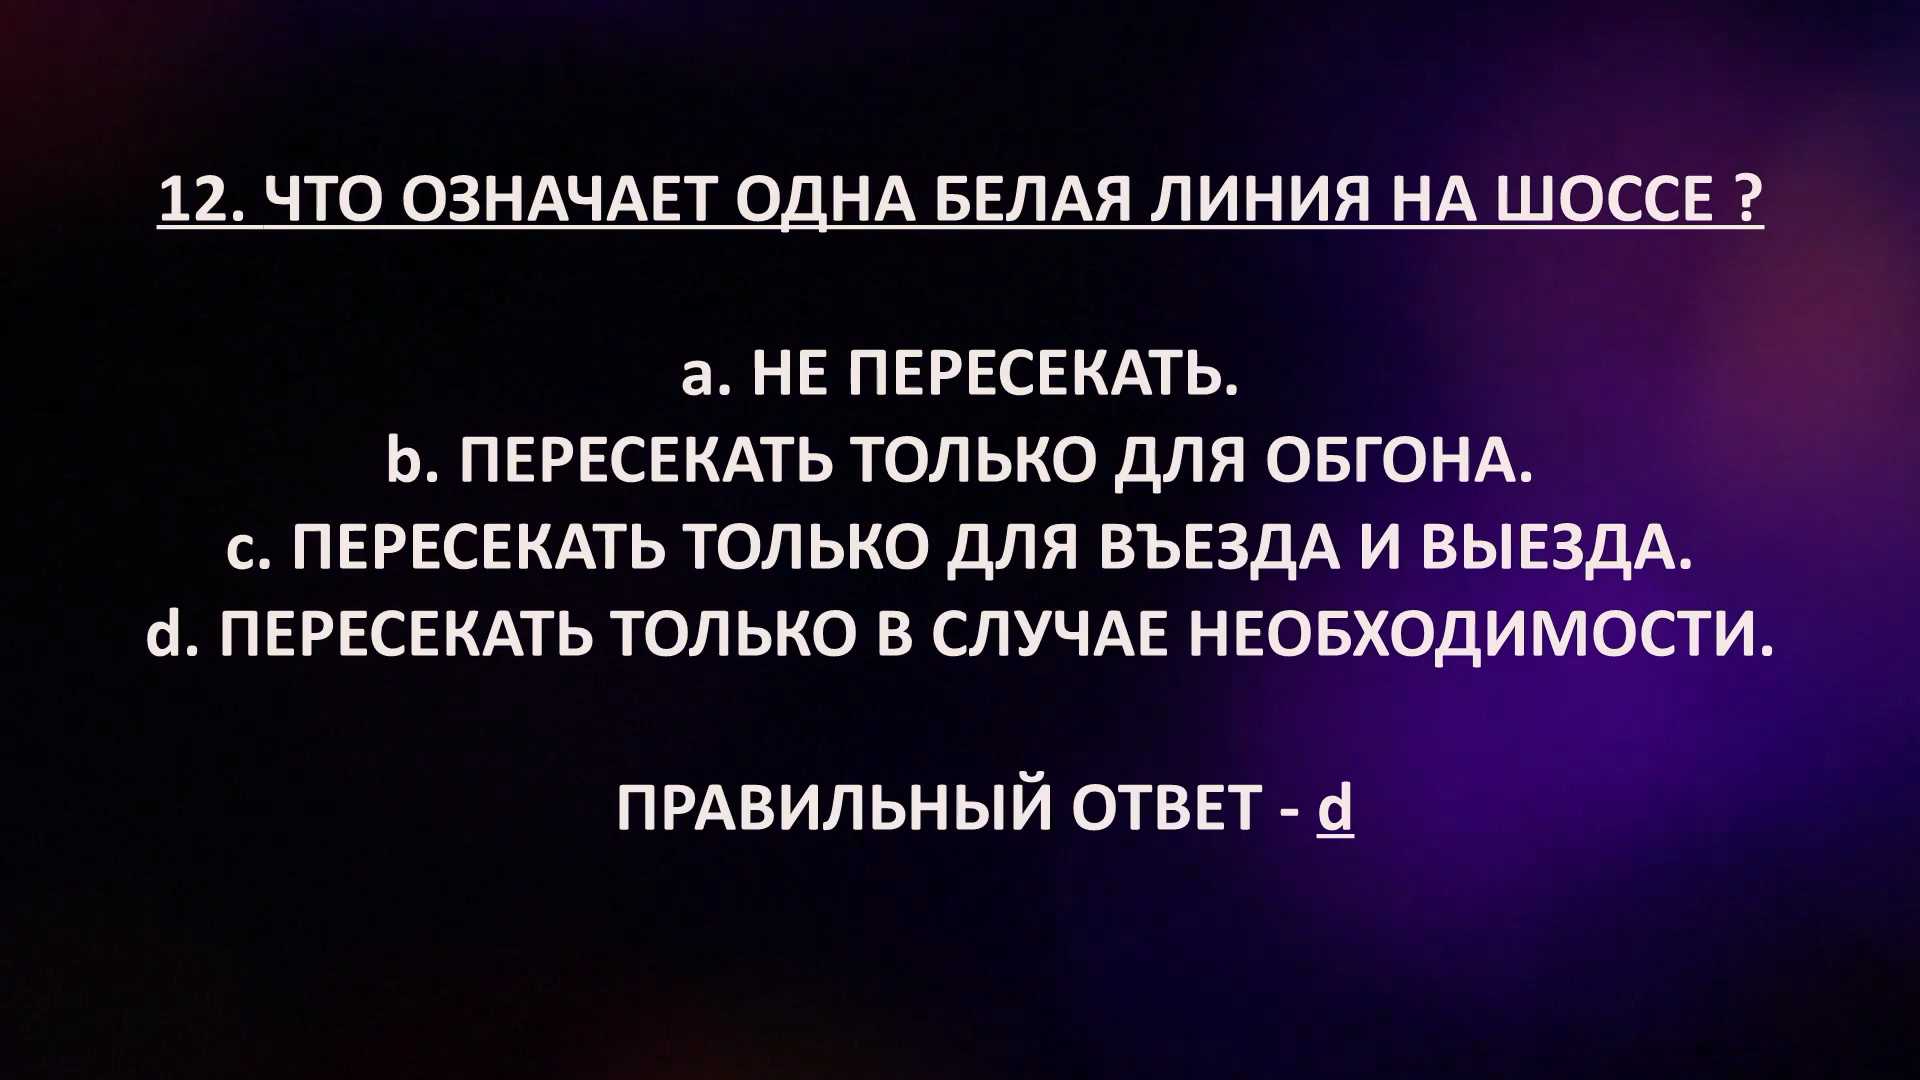 12. ЧТО ОЗНАЧАЕТ ОДНА БЕЛАЯ ЛИНИЯ НА ШОССЕ ?
a. НЕ ПЕРЕСЕКАТЬ.
b. ПЕРЕСЕКАТЬ ТОЛЬКО ДЛЯ ОБГОНА.
c. ПЕРЕСЕКАТЬ ТОЛЬКО ДЛЯ ВЪЕЗДА И ВЫЕЗДА.
d. ПЕРЕСЕКАТЬ ТОЛЬКО В СЛУЧАЕ НЕОБХОДИМОСТИ.
ПРАВИЛЬНЫЙ ОТВЕТ - d